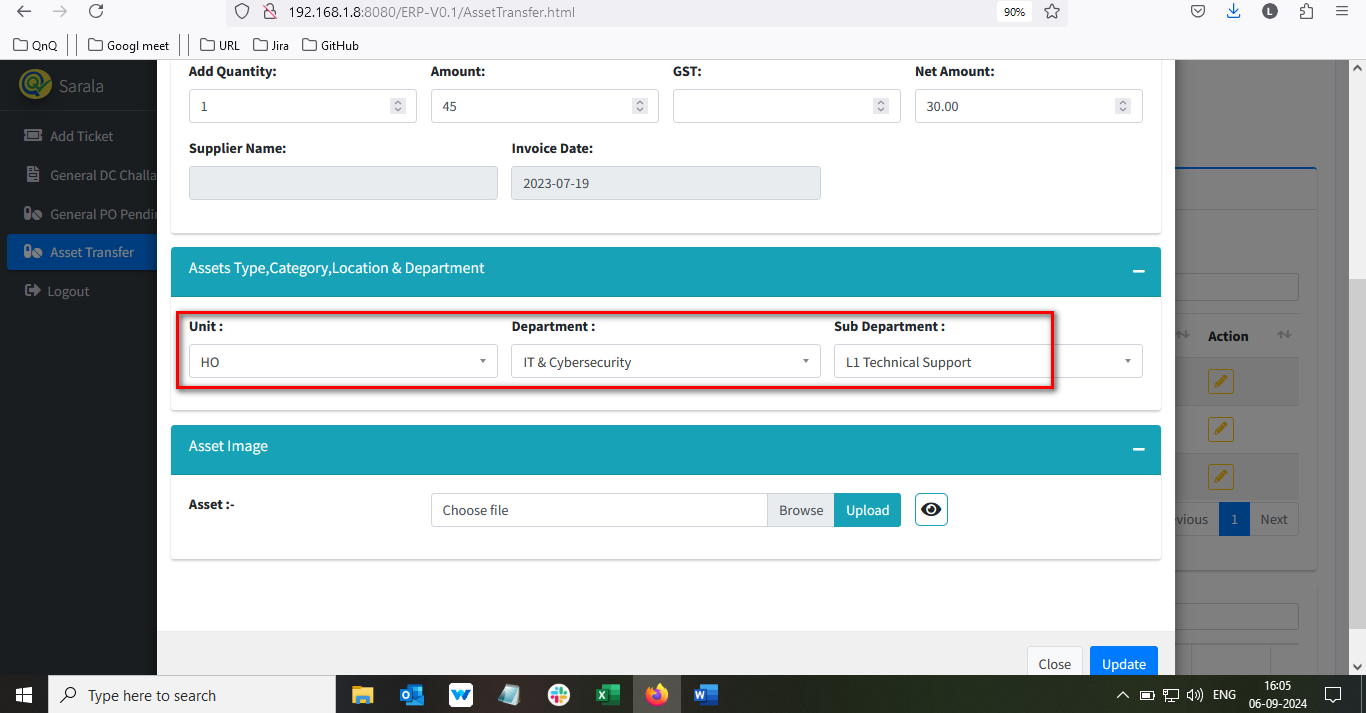 192.168.1.8:8080/ERP-V0.1/AssetTransfer.html
90%
L
QnQ
Googl meet
URL
Jira
GitHub
Sarala
Add Ticket
General DC Challa
General PO Pendin
Asset Transfer
Logout
Add Quantity: Amount: GST: Net Amount:
1 45 30.00
Supplier Name: Invoice Date:
2023-07-19
Assets Type,Category,Location & Department
Unit : Department : Sub Department :
HO IT & Cybersecurity L1 Technical Support
Action
Asset Image
Asset :- Choose file Browse Upload
vious 1 Next
Close Update
Type here to search
ENG
16:05
06-09-2024